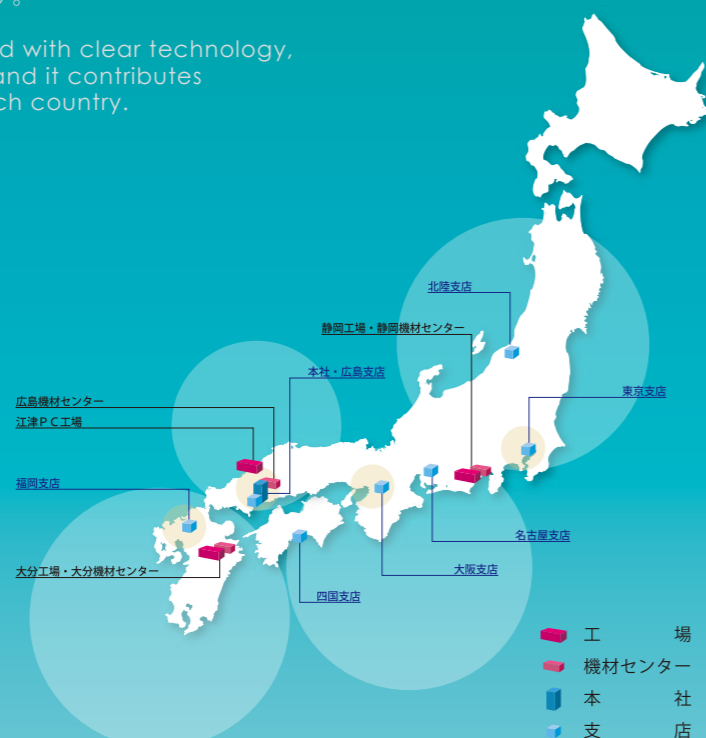 。
d with clear technology,
and it contributes
ch country.
北陸支店
静岡工場・静岡機材センター
本社・広島支店
東京支店
広島機材センター
江津ＰＣ工場
福岡支店
名古屋支店
大阪支店
大分工場・大分機材センター
四国支店
工　　　場
機材センター
本　　　社
支　　　店